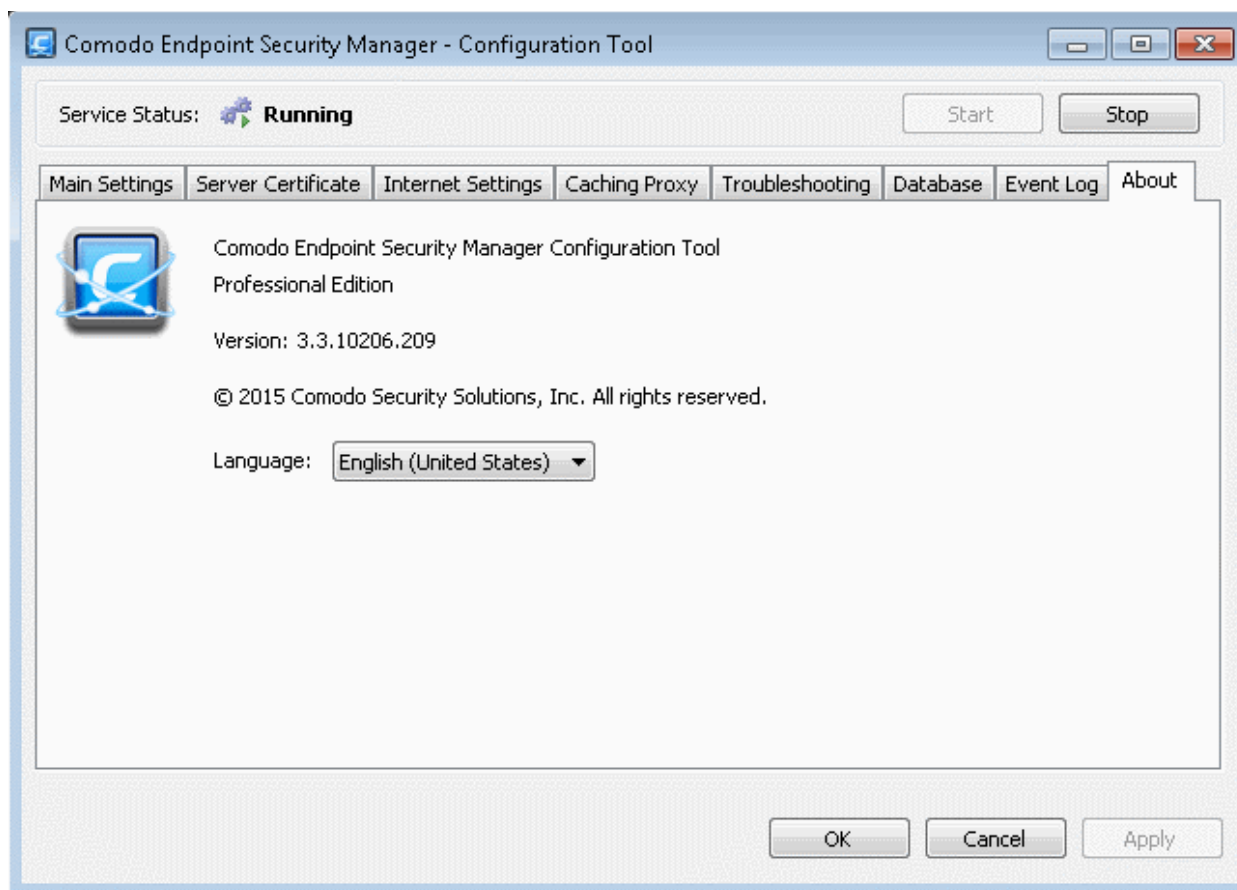 Comodo Endpoint Security Manager - Configuration Tool
Service Status: Running Start Stop
Main Settings Server Certificate Internet Settings Caching Proxy Troubleshooting Database Event Log About
Comodo Endpoint Security Manager Configuration Tool
Professional Edition
Version: 3.3.10206.209
© 2015 Comodo Security Solutions, Inc. All rights reserved.
Language: English (United States)
OK Cancel Apply